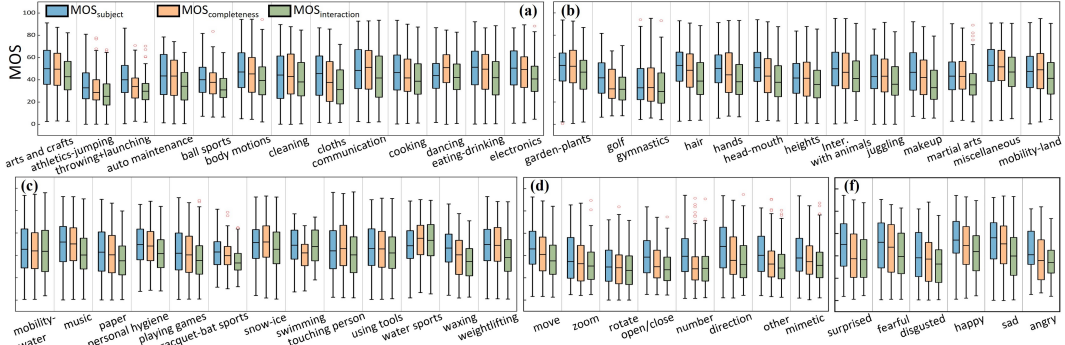 MOSsubject MOScompleteness MOSinteraction (a) (b)
MOS
100
80
60
40
20
0
arts and crafts athletics-jumping throwing+launching auto maintenance ball sports body motions cleaning cloths communication cooking dancing eating-drinking electronics garden-plants golf gymnastics hair hands head-mouth heights Inter. with animals juggling makeup martial arts miscellaneous mobility-land
(c) (d) (f)
mobility-water music paper personal hygiene playing games racquet-bat sports snow-ice swimming touching person using tools water sports waxing weightlifting move zoom rotate open/close number direction other mimetic surprised fearful disgusted happy sad angry